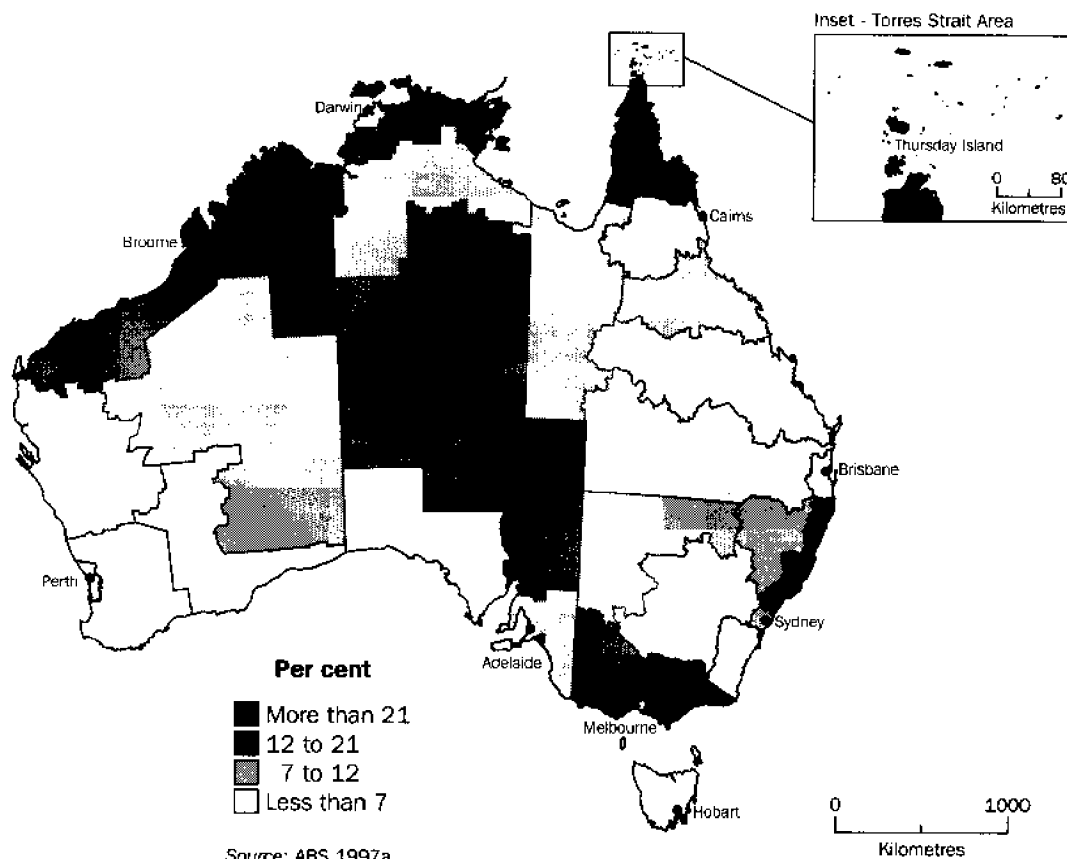 Inset - Torres Strait Area
Darwin
Thursday Island
0 80
Kilometres
Cairns
Broome
Brisbane
Perth
Sydney
Adelaide
Per cent
More than 21
12 to 21
7 to 12
Less than 7
Melbourne
Hobart
0 1000
Kilometres
Source: ABS 1997a